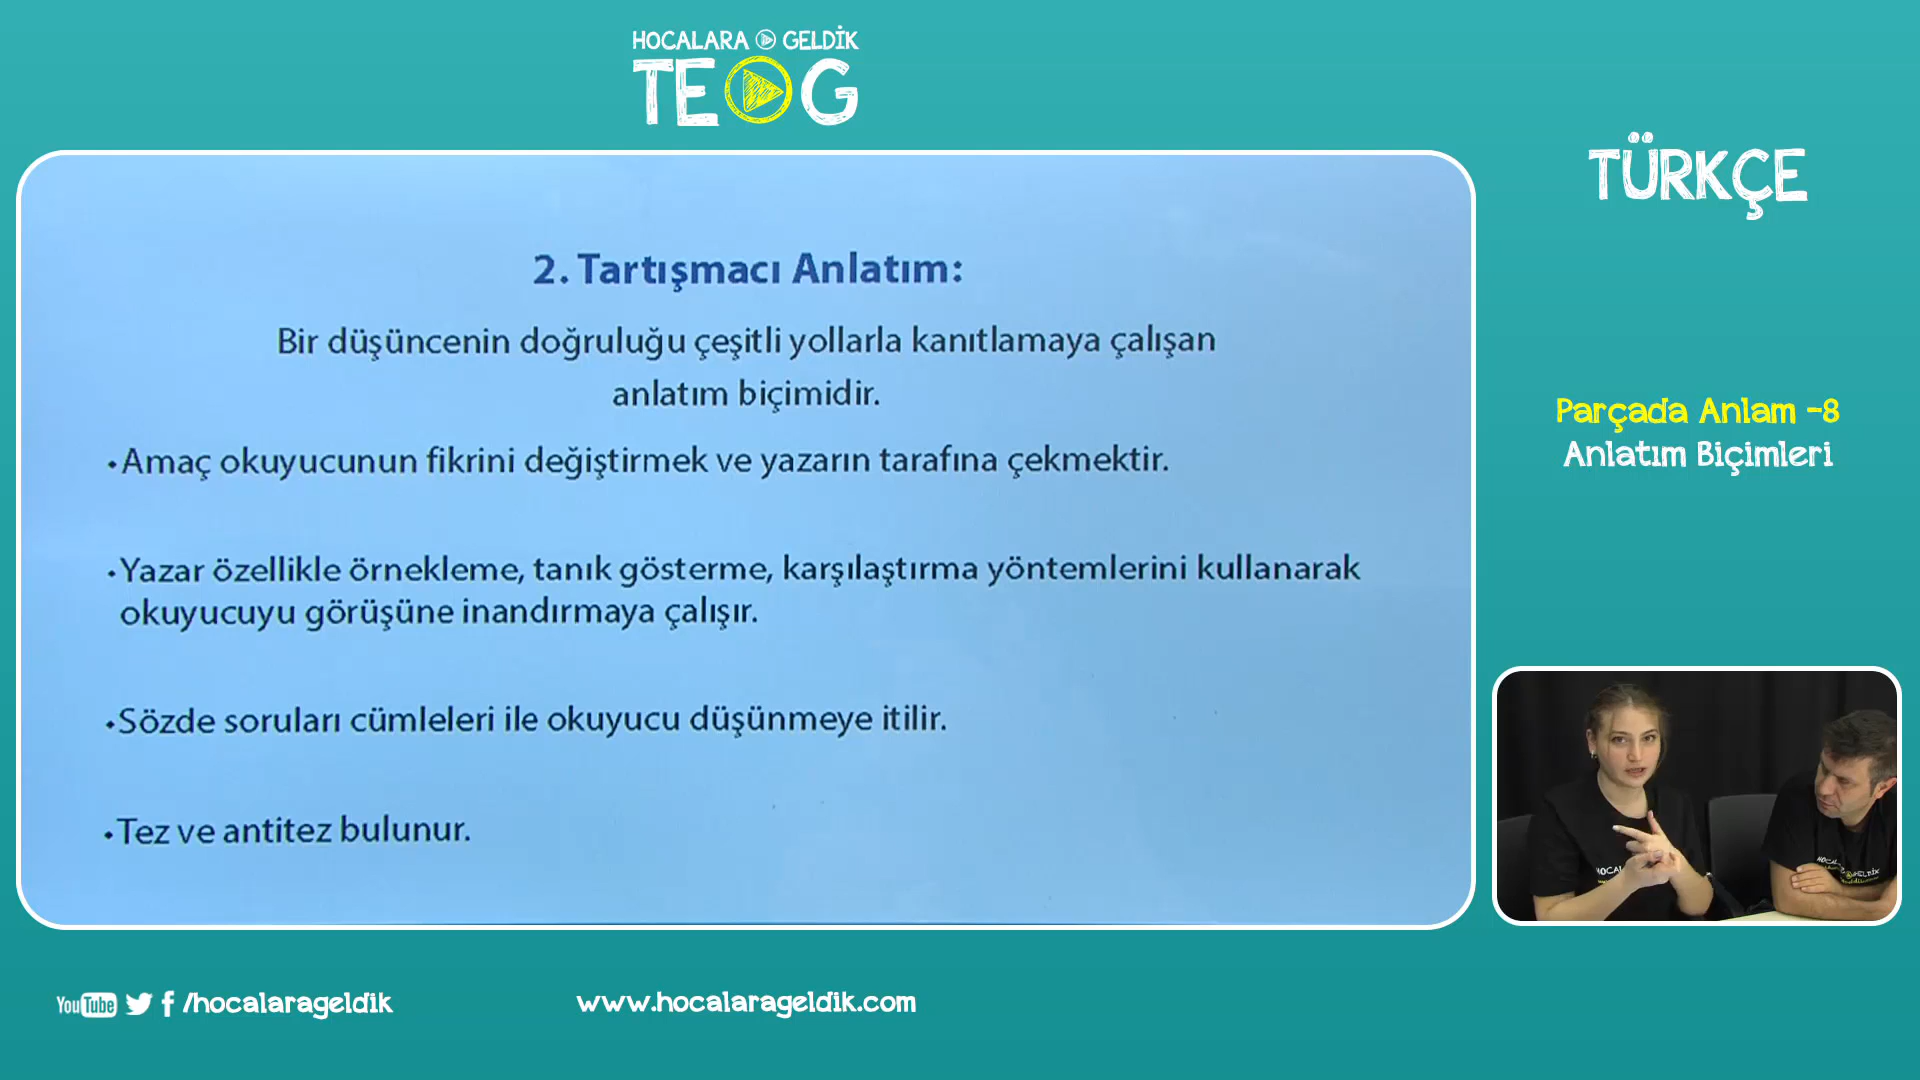 HOCALARA GELDİK
TEOG
TÜRKÇE
2. Tartışmacı Anlatım:
Bir düşüncenin doğruluğu çeşitli yollarla kanıtlamaya çalışan
anlatım biçimidir.
•Amaç okuyucunun fikrini değiştirmek ve yazarın tarafına çekmektir.
•Yazar özellikle örnekleme, tanık gösterme, karşılaştırma yöntemlerini kullanarak
okuyucuyu görüşüne inandırmaya çalışır.
•Sözde soruları cümleleri ile okuyucu düşünmeye itilir.
•Tez ve antitez bulunur.
Parçada Anlam -8
Anlatım Biçimleri
YouTube /hocalarageldik
www.hocalarageldik.com